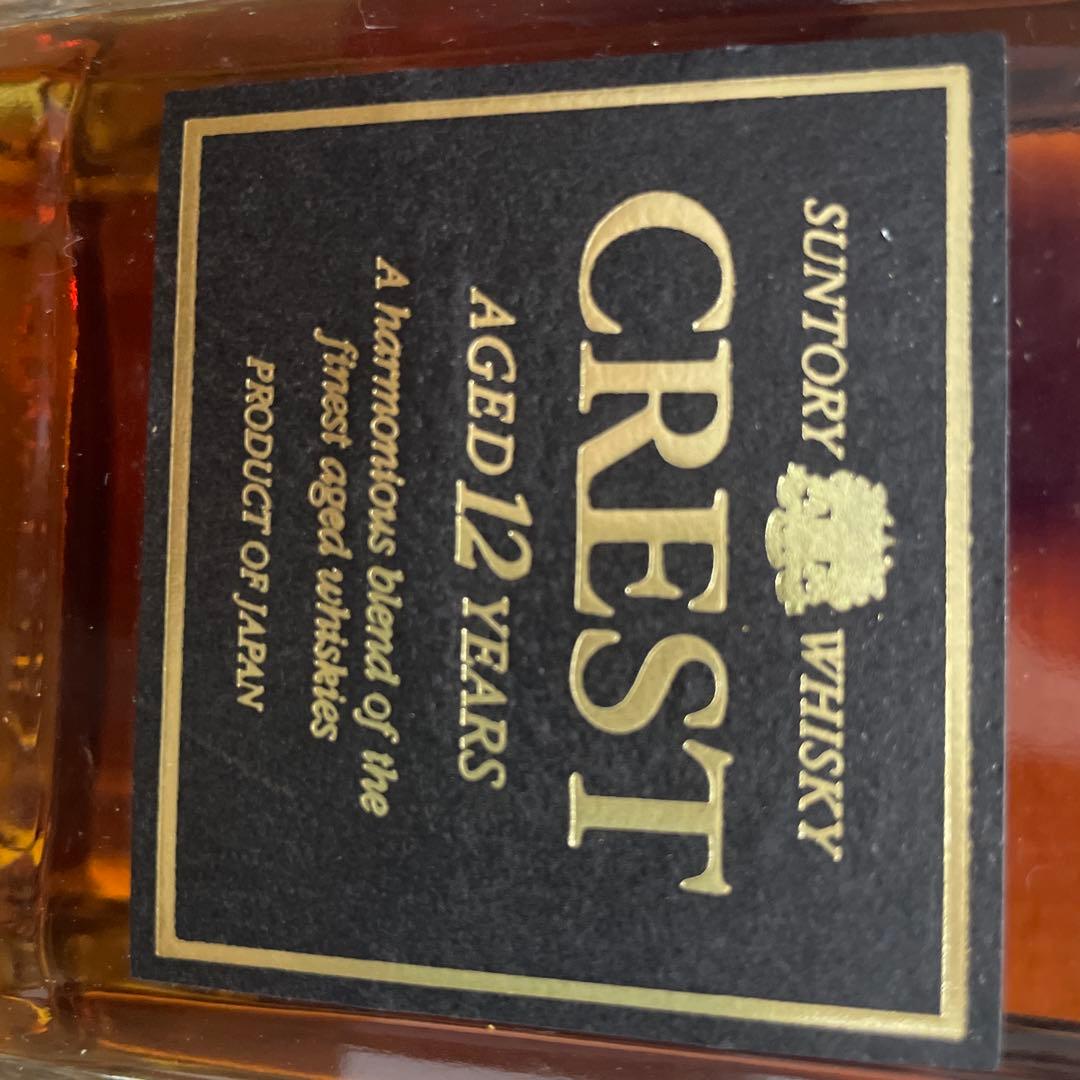 SUNTORY WHISKY
CREST
AGED 12 YEARS
A harmonious blend of the
finest aged whiskies
PRODUCT OF JAPAN